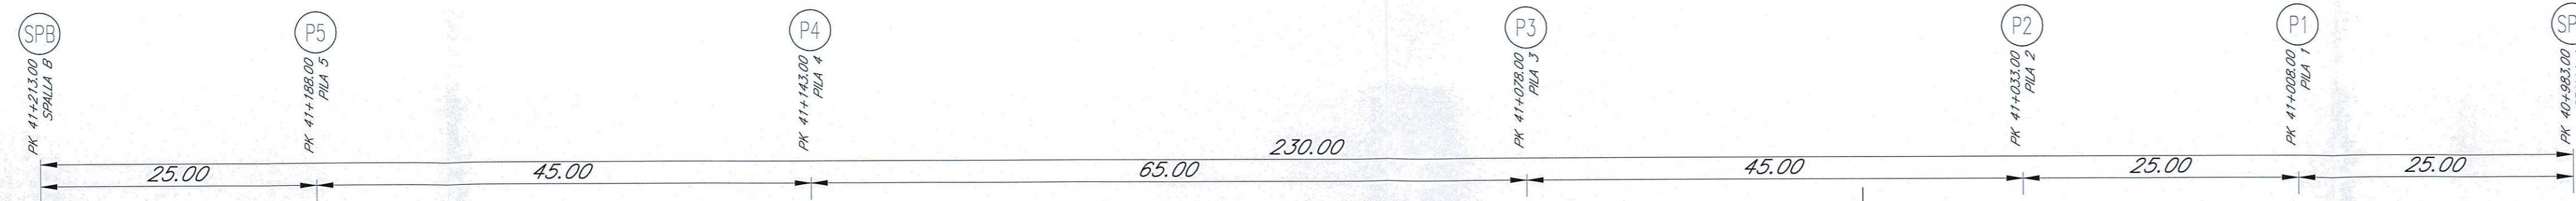 SPB
P5
P4
P3
P2
P1
SP
PK 41+213.00
SPALLA B
PK 41+188.00
PILA 5
PK 41+143.00
PILA 4
PK 41+078.00
PILA 3
PK 41+033.00
PILA 2
PK 41+008.00
PILA 1
PK 40+983.00
230.00
25.00
45.00
65.00
45.00
25.00
25.00